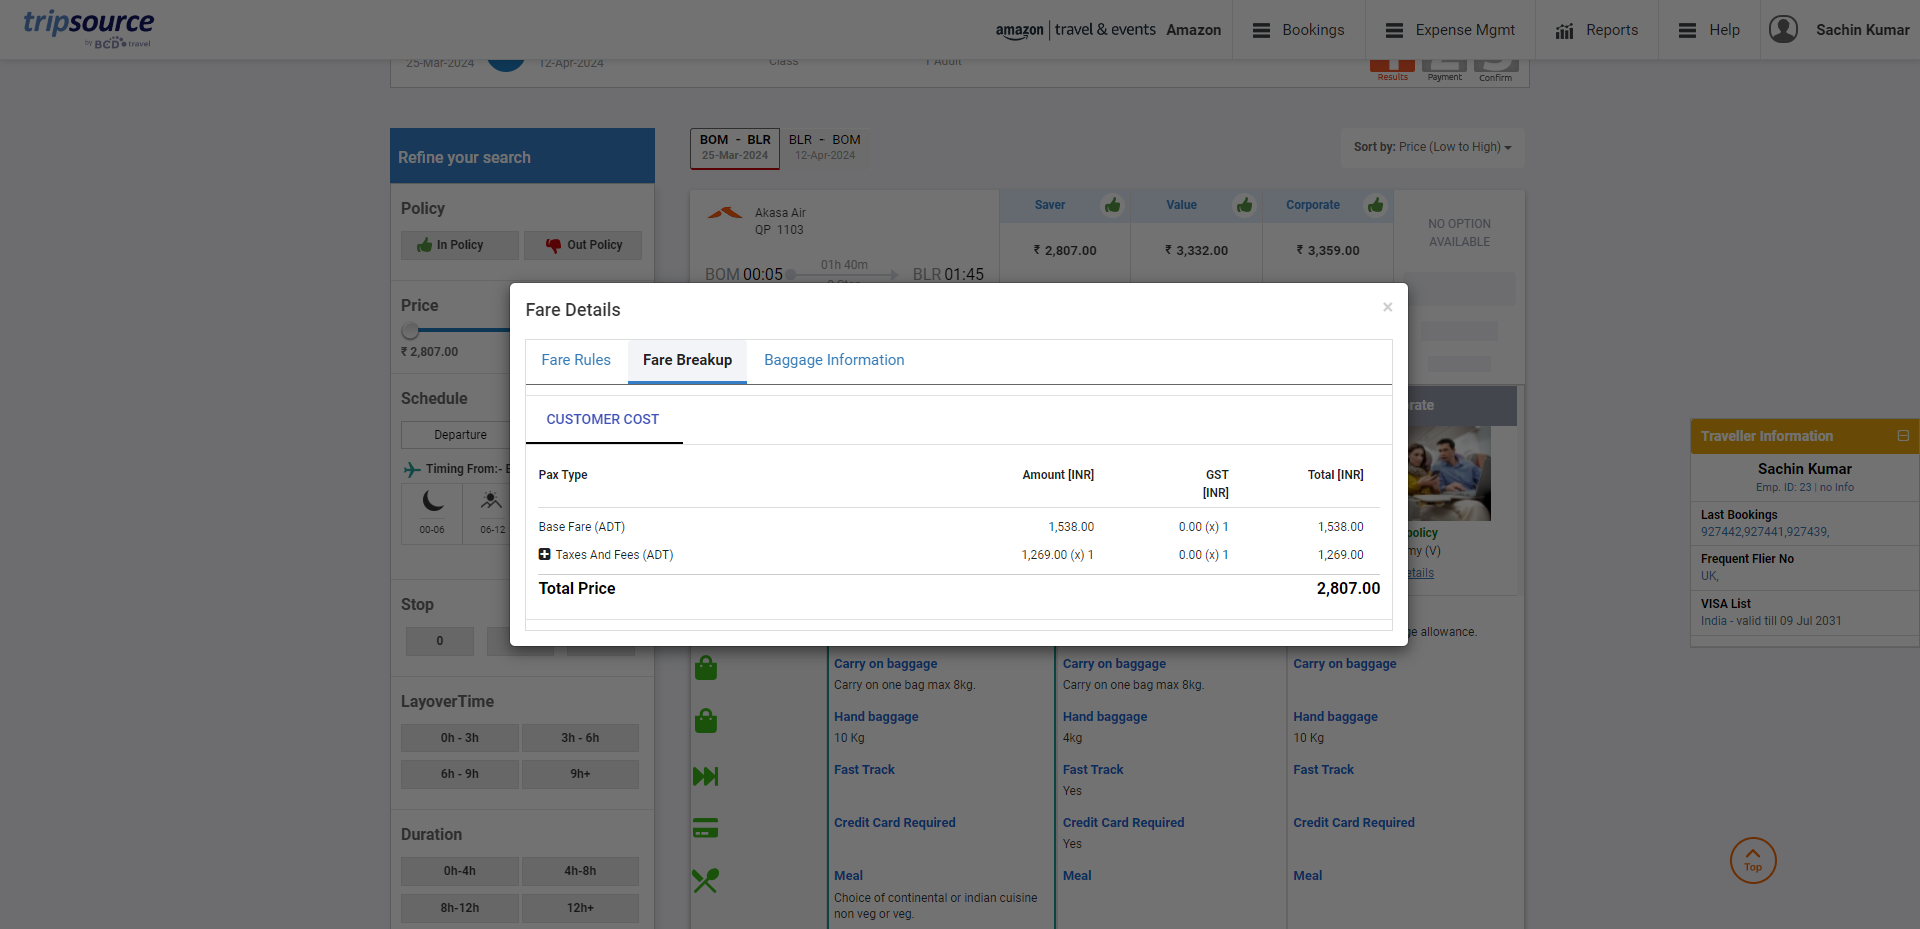 tripsource
by BCD travel
amazon | travel & events Amazon
Bookings
Expense Mgmt
Reports
Help
Sachin Kumar
25-Mar-2024
12-Apr-2024
Class
1 Adult
Results
Payment
Confirm
Refine your search
BOM - BLR
25-Mar-2024
BLR - BOM
12-Apr-2024
Sort by: Price (Low to High)
Policy
In Policy
Out Policy
Akasa Air
QP 1103
BOM 00:05
01h 40m
BLR 01:45
Saver
Value
Corporate
₹ 2,807.00
₹ 3,332.00
₹ 3,359.00
NO OPTION
AVAILABLE
Price
₹ 2,807.00
Schedule
Departure
Timing From:-
00-06
06-12
Stop
0
LayoverTime
0h - 3h
3h - 6h
6h - 9h
9h+
Duration
0h-4h
4h-8h
8h-12h
12h+
Fare Details
×
Fare Rules
Fare Breakup
Baggage Information
CUSTOMER COST
Pax Type
Amount [INR]
GST
[INR]
Total [INR]
Base Fare (ADT)
1,538.00
0.00 (x) 1
1,538.00
Taxes And Fees (ADT)
1,269.00 (x) 1
0.00 (x) 1
1,269.00
Total Price
2,807.00
rate
policy
my (V)
etails
ge allowance.
Carry on baggage
Carry on one bag max 8kg.
Carry on baggage
Carry on one bag max 8kg.
Carry on baggage
Hand baggage
10 Kg
Hand baggage
4kg
Hand baggage
10 Kg
Fast Track
Fast Track
Yes
Fast Track
Credit Card Required
Credit Card Required
Yes
Credit Card Required
Meal
Choice of continental or indian cuisine
non veg or veg.
Meal
Meal
Traveller Information
Sachin Kumar
Emp. ID: 23 | no Info
Last Bookings
927442,927441,927439,
Frequent Flier No
UK,
VISA List
India - valid till 09 Jul 2031
Top